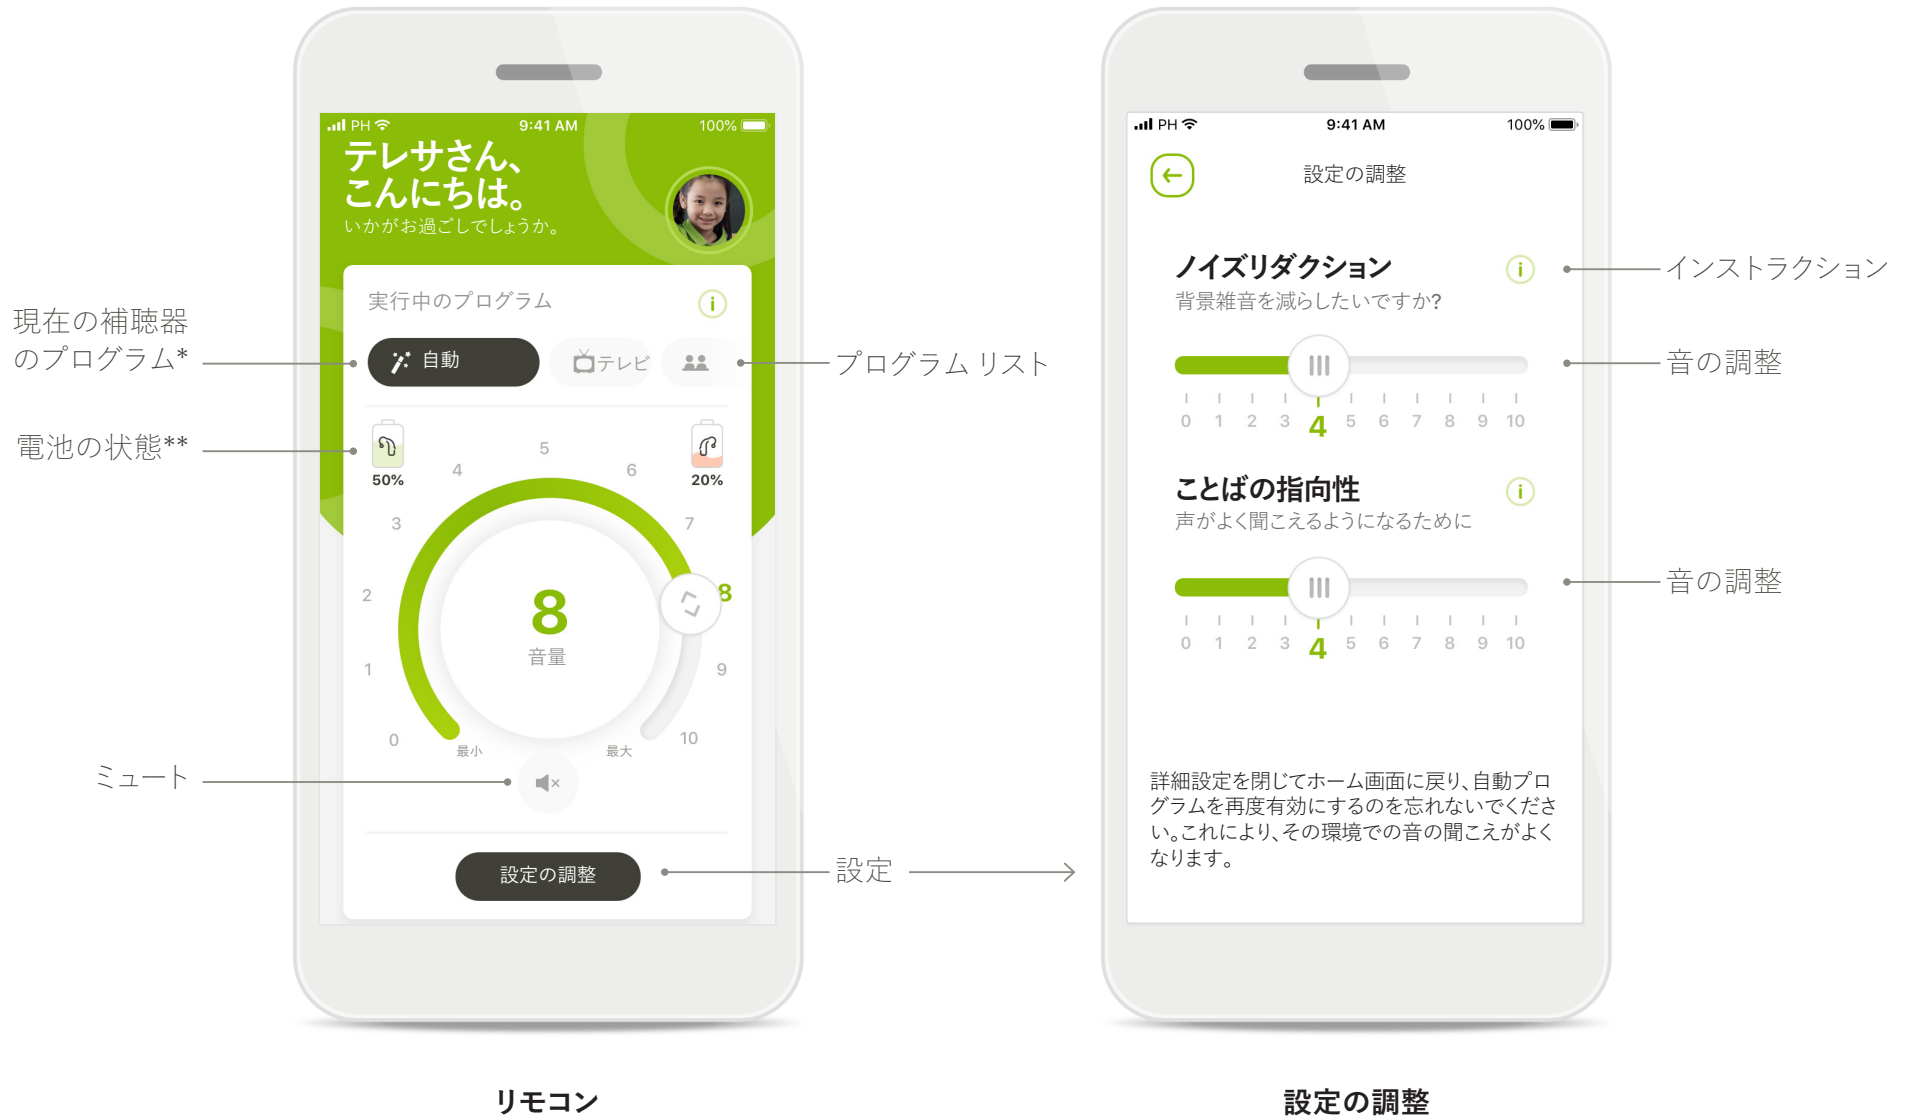 PH
9:41 AM
100%
テレサさん、
こんにちは。
いかがお過ごしでしょうか。
実行中のプログラム
i
自動
テレビ
50%
20%
0
1
2
3
4
5
6
7
8
9
10
8
音量
最小
最大
設定の調整
現在の補聴器
のプログラム*
電池の状態**
ミュート
プログラム リスト
設定
リモコン
PH
9:41 AM
100%
設定の調整
ノイズリダクション
i
背景雑音を減らしたいですか?
0 1 2 3 4 5 6 7 8 9 10
ことばの指向性
i
声がよく聞こえるようになるために
0 1 2 3 4 5 6 7 8 9 10
詳細設定を閉じてホーム画面に戻り、自動プロ
グラムを再度有効にするのを忘れないでくださ
い。これにより、その環境での音の聞こえがよく
なります。
インストラクション
音の調整
音の調整
設定の調整